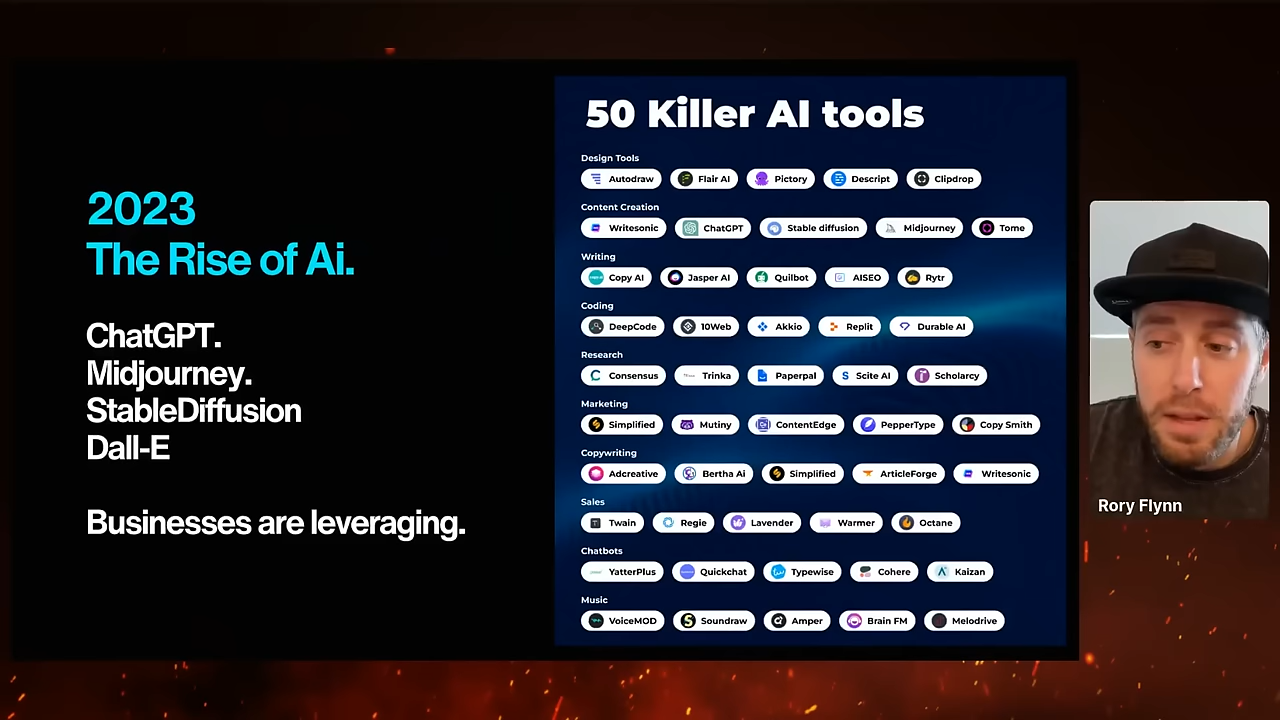 2023
The Rise of Ai.
ChatGPT.
Midjourney.
StableDiffusion
Dall-E
Businesses are leveraging.
50 Killer AI tools
Design Tools
Autodraw Flair AI Pictory Descript Clipdrop
Content Creation
Writesonic ChatGPT Stable diffusion Midjourney Tome
Writing
Copy AI Jasper AI Quilbot AISEO Rytr
Coding
DeepCode 10Web Akkio Replit Durable AI
Research
Consensus Trinka Paperpal Scite AI Scholarcy
Marketing
Simplified Mutiny ContentEdge PepperType Copy Smith
Copywriting
Adcreative Bertha Ai Simplified ArticleForge Writesonic
Sales
Twain Regie Lavender Warmer Octane
Chatbots
YatterPlus Quickchat Typewise Cohere Kaizan
Music
VoiceMOD Soundraw Amper Brain FM Melodrive
Rory Flynn